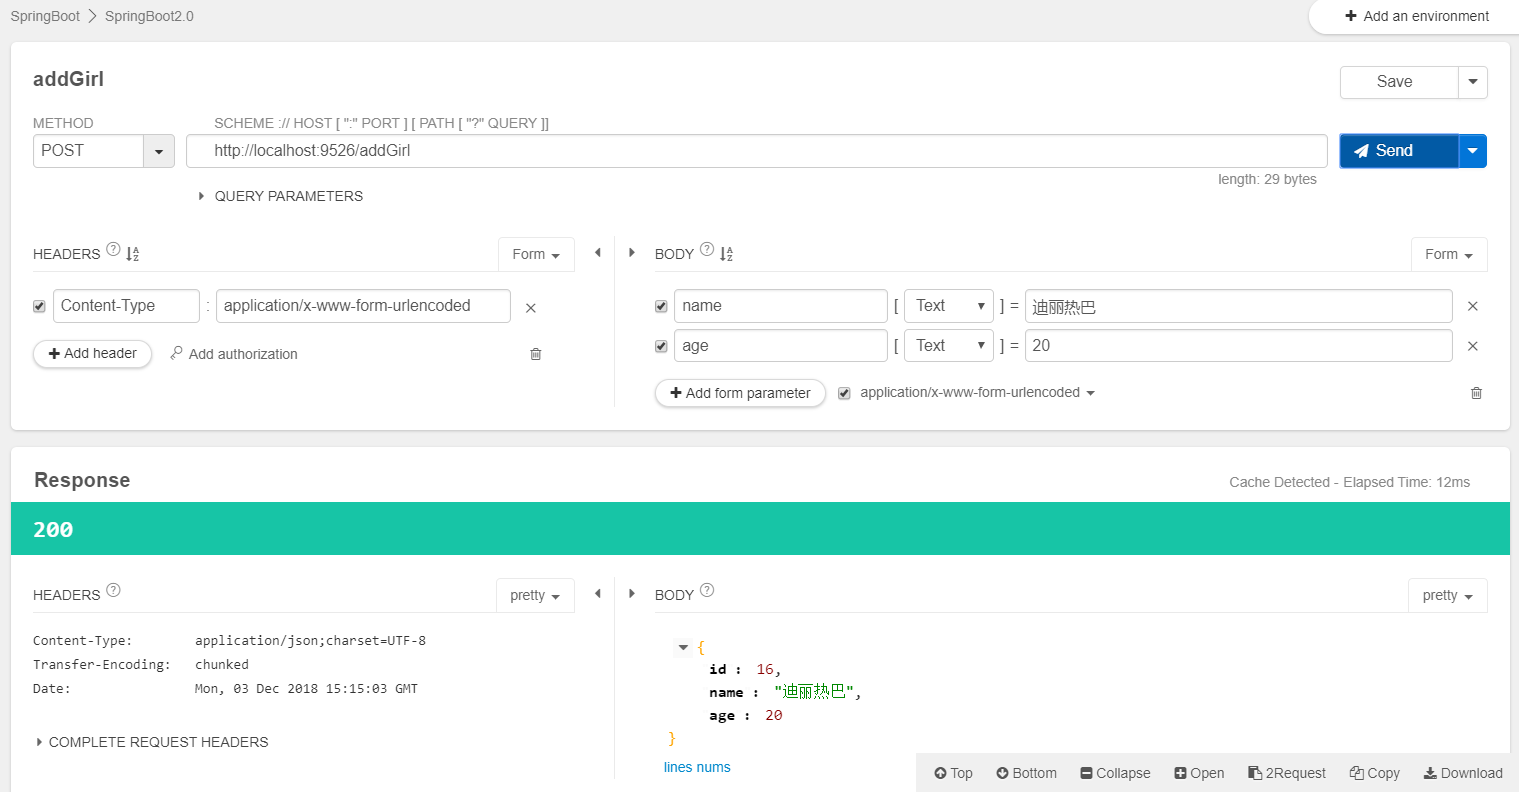 SpringBoot > SpringBoot2.0
Add an environment
addGirl
Save
METHOD
SCHEME :// HOST [ ":" PORT ] [ PATH [ "?" QUERY ]]
POST
http://localhost:9526/addGirl
Send
length: 29 bytes
QUERY PARAMETERS
HEADERS ? Form
BODY ? Form
Content-Type : application/x-www-form-urlencoded
name [ Text ] = 迪丽热巴
age [ Text ] = 20
Add header Add authorization
Add form parameter application/x-www-form-urlencoded
Response
Cache Detected - Elapsed Time: 12ms
200
HEADERS ? pretty
BODY ? pretty
Content-Type: application/json;charset=UTF-8
Transfer-Encoding: chunked
Date: Mon, 03 Dec 2018 15:15:03 GMT
COMPLETE REQUEST HEADERS
{
id : 16,
name : "迪丽热巴",
age : 20
}
lines nums
Top Bottom Collapse Open 2Request Copy Download